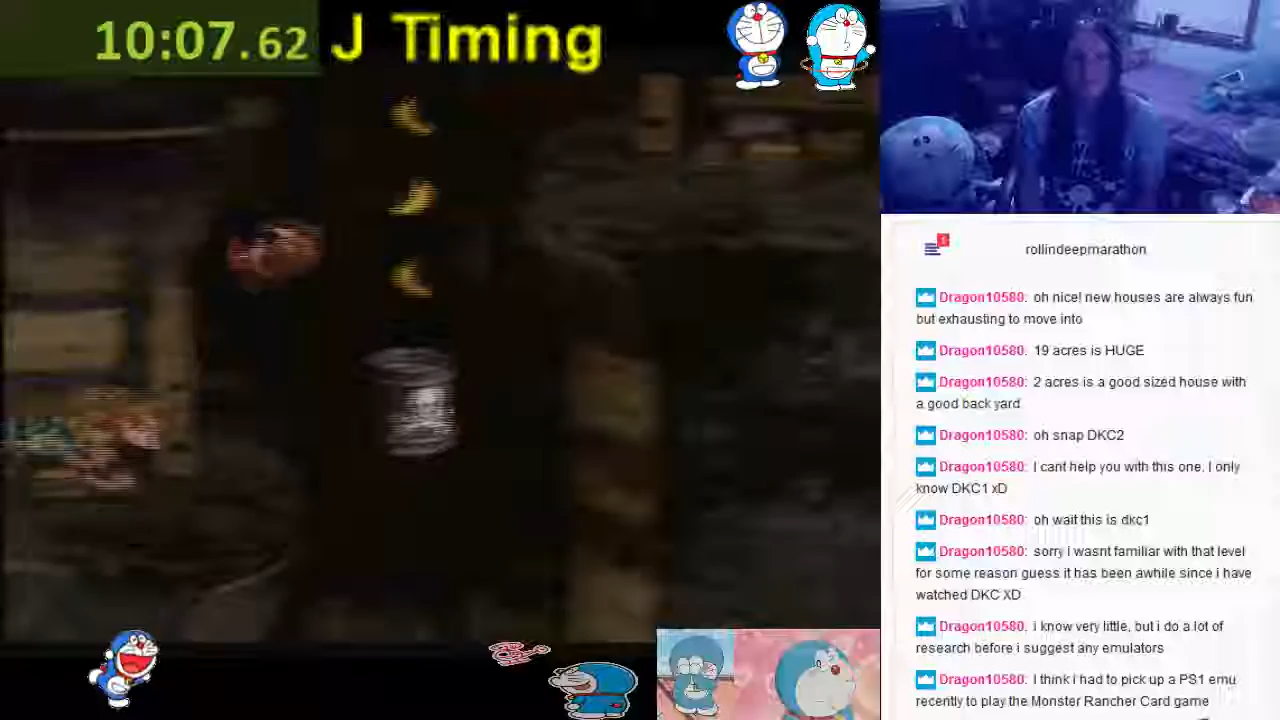 10:07.62 J Timing
1
rollindeepmarathon
Dragon10580: oh nice! new houses are always fun
but exhausting to move into
Dragon10580: 19 acres is HUGE
Dragon10580: 2 acres is a good sized house with
a good back yard
Dragon10580: oh snap DKC2
Dragon10580: I cant help you with this one. I only
know DKC1 xD
Dragon10580: oh wait this is dkc1
Dragon10580: sorry i wasnt familiar with that level
for some reason guess it has been awhile since i have
watched DKC XD
Dragon10580: i know very little, but i do a lot of
research before i suggest any emulators
Dragon10580: I think i had to pick up a PS1 emu
recently to play the Monster Rancher Card game